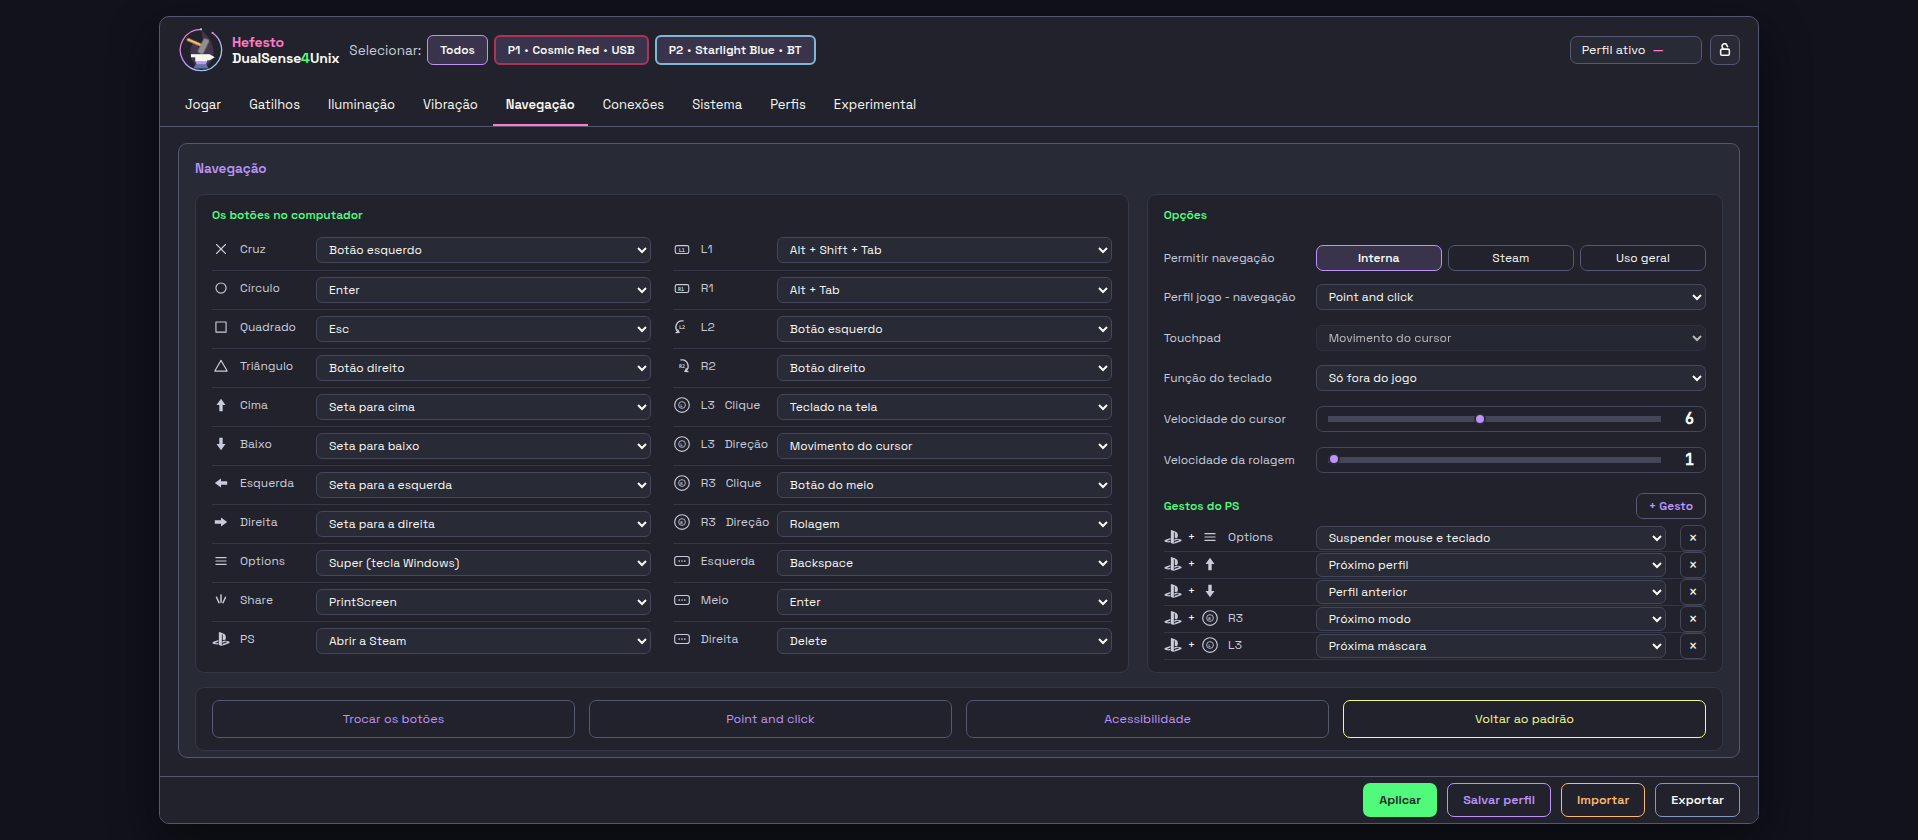 Hefesto
DualSense4Unix
Selecionar:
Todos
P1 • Cosmic Red • USB
P2 • Starlight Blue • BT
Perfil ativo —
Jogar
Gatilhos
Iluminação
Vibração
Navegação
Conexões
Sistema
Perfis
Experimental
Navegação
Os botões no computador
Cruz
Botão esquerdo
Círculo
Enter
Quadrado
Esc
Triângulo
Botão direito
Cima
Seta para cima
Baixo
Seta para baixo
Esquerda
Seta para a esquerda
Direita
Seta para a direita
Options
Super (tecla Windows)
Share
PrintScreen
PS
Abrir a Steam
L1
L1
Alt + Shift + Tab
R1
R1
Alt + Tab
L2
L2
Botão esquerdo
R2
R2
Botão direito
L3 Clique
Teclado na tela
L3 Direção
Movimento do cursor
R3 Clique
Botão do meio
R3 Direção
Rolagem
Esquerda
Backspace
Meio
Enter
Direita
Delete
Opções
Permitir navegação
Interna
Steam
Uso geral
Perfil jogo - navegação
Point and click
Touchpad
Movimento do cursor
Função do teclado
Só fora do jogo
Velocidade do cursor
6
Velocidade da rolagem
1
Gestos do PS
+ Gesto
+ Options
Suspender mouse e teclado
×
+
Próximo perfil
×
+
Perfil anterior
×
+ R3
Próximo modo
×
+ L3
Próxima máscara
×
Trocar os botões
Point and click
Acessibilidade
Voltar ao padrão
Aplicar
Salvar perfil
Importar
Exportar